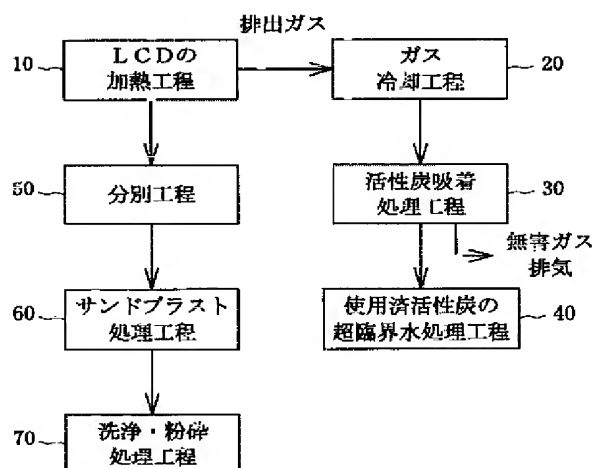 排出ガス
10
LCDの
加熱工程
ガス
冷却工程
20
50
分別工程
活性炭吸着
処理工程
30
無害ガス
排気
60
サンドブラスト
処理工程
使用済活性炭の
超臨界水処理工程
40
70
洗浄・粉砕
処理工程